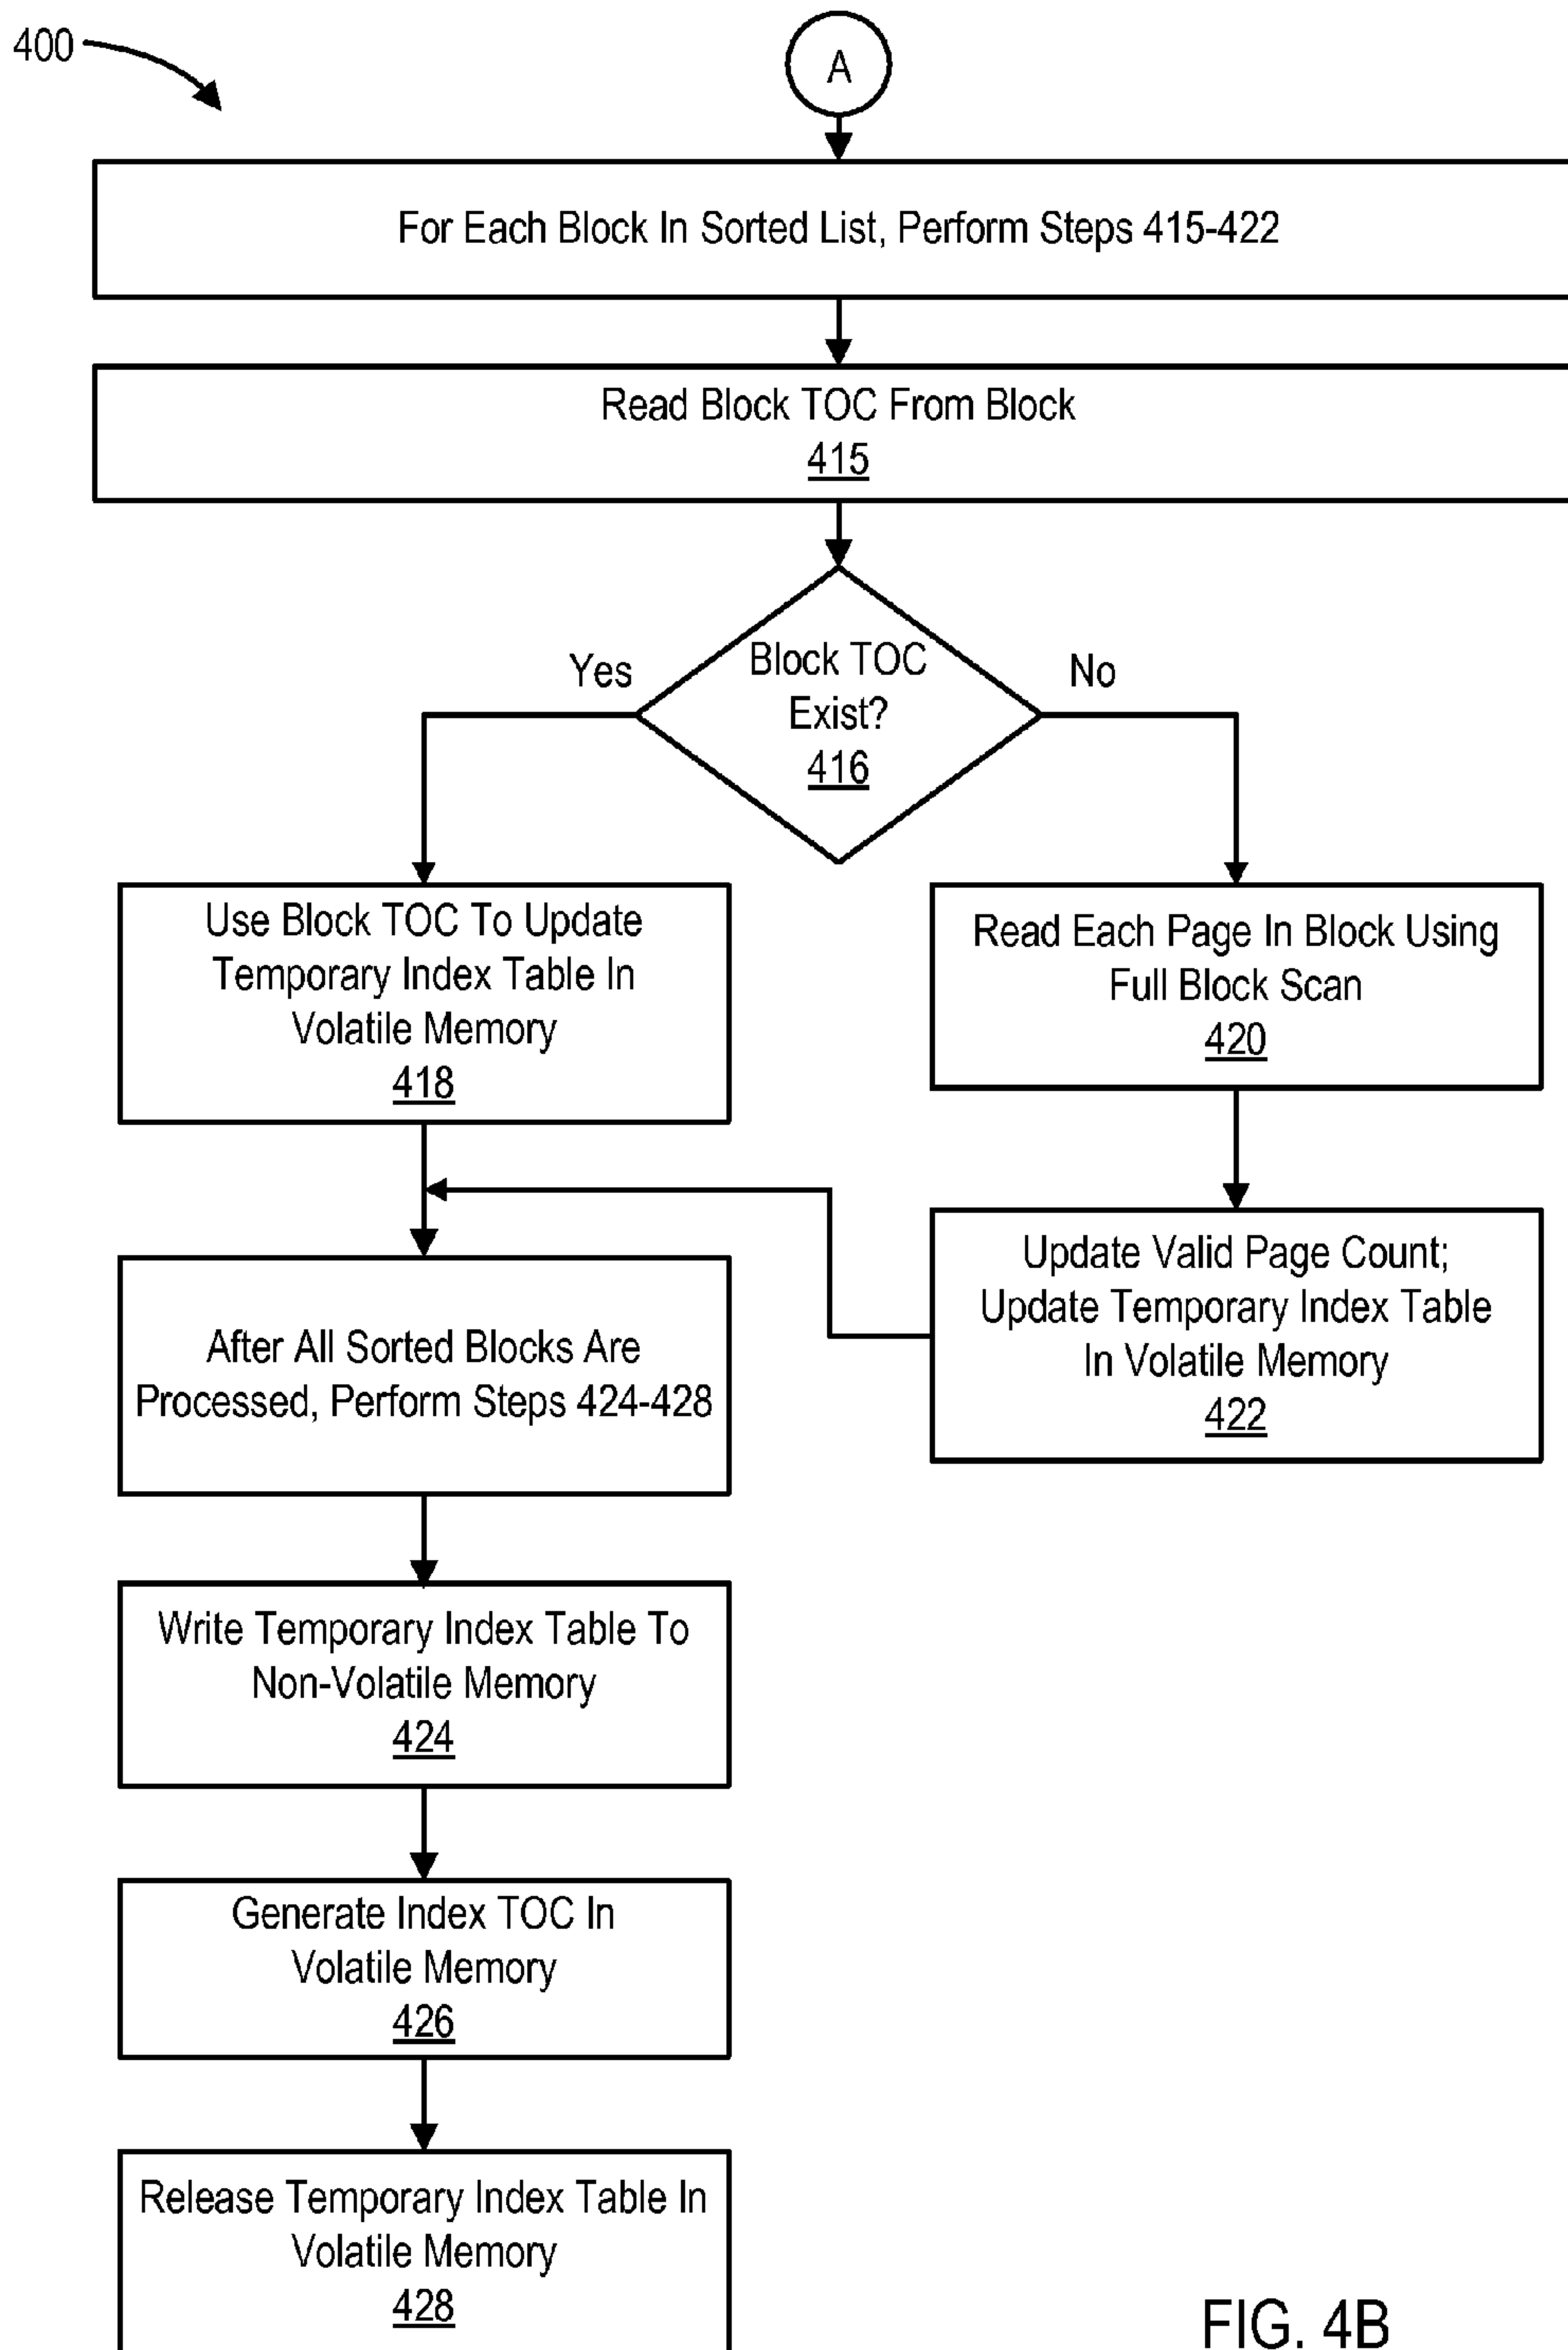 400
A
For Each Block In Sorted List, Perform Steps 415-422
Read Block TOC From Block
415
Yes
Block TOC
Exist?
416
No
Use Block TOC To Update
Temporary Index Table In
Volatile Memory
418
Read Each Page In Block Using
Full Block Scan
420
Update Valid Page Count;
Update Temporary Index Table
In Volatile Memory
422
After All Sorted Blocks Are
Processed, Perform Steps 424-428
Write Temporary Index Table To
Non-Volatile Memory
424
Generate Index TOC In
Volatile Memory
426
Release Temporary Index Table In
Volatile Memory
428
FIG. 4B